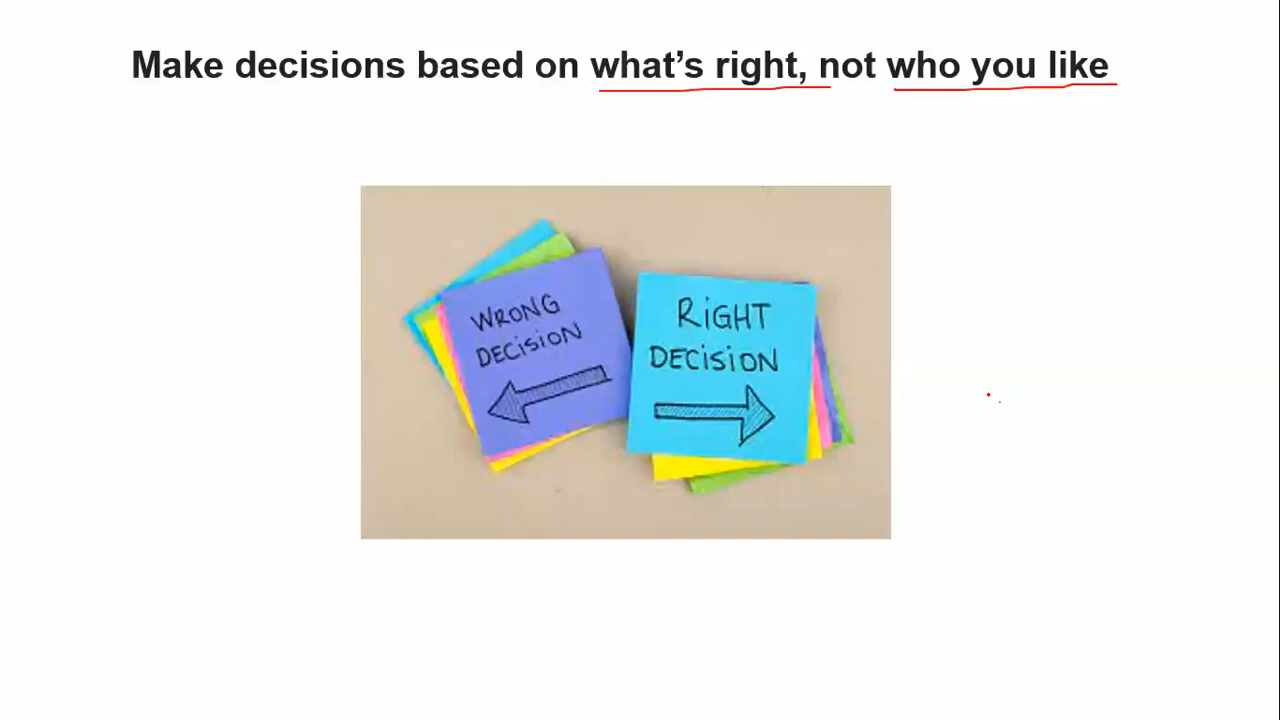 Make decisions based on what’s right, not who you like
WRONG
DECISION
RIGHT
DECISION